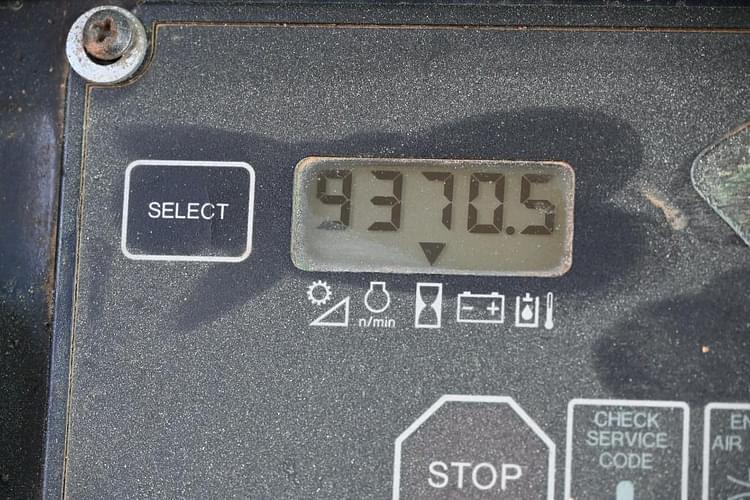 9370.5
SELECT
n/min
- +
STOP
CHECK
SERVICE
CODE
AIR